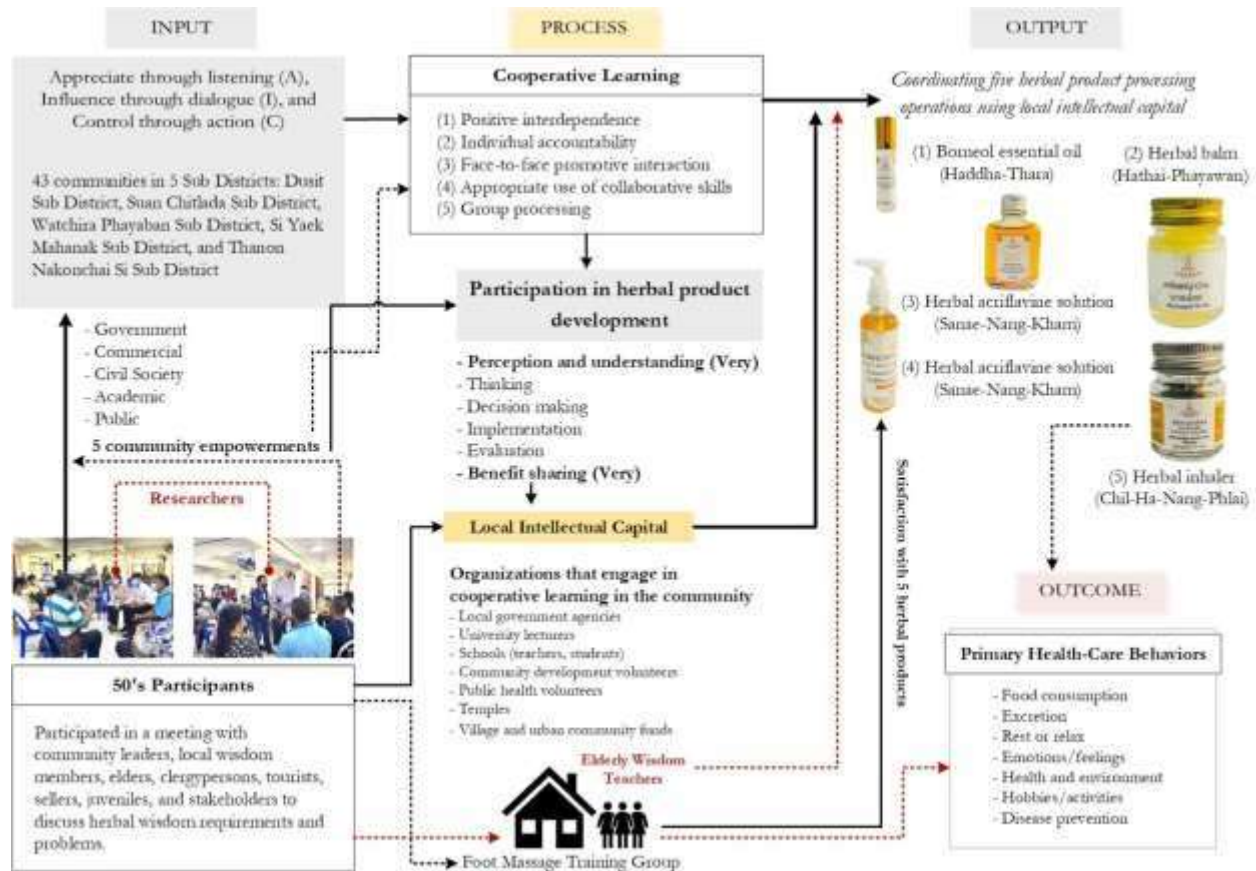 INPUT
Appreciate through listening (A),
Influence through dialogue (I), and
Control through action (C)
43 communities in 5 Sub Districts: Dusit
Sub District, Suan Chitlada Sub District,
Watchira Phayaban Sub District, Si Yaek
Mahanak Sub District, and Thanon
Nakonchai Si Sub District
- Government
- Commercial
- Civil Society
- Academic
- Public
5 community empowerments
Researchers
50's Participants
Participated in a meeting with
community leaders, local wisdom
members, elders, clergypersons, tourists,
sellers, juveniles, and stakeholders to
discuss herbal wisdom requirements and
problems.
PROCESS
Cooperative Learning
(1) Positive interdependence
(2) Individual accountability
(3) Face-to-face promotive interaction
(4) Appropriate use of collaborative skills
(5) Group processing
Participation in herbal product
development
- Perception and understanding (Very)
- Thinking
- Decision making
- Implementation
- Evaluation
- Benefit sharing (Very)
Local Intellectual Capital
Organizations that engage in
cooperative learning in the community
- Local government agencies
- University lecturers
- Schools (teachers, students)
- Community development volunteers
- Public health volunteers
- Temples
- Village and urban community funds
Elderly Wisdom
Teachers
Foot Massage Training Group
OUTPUT
Coordinating five herbal product processing
operations using local intellectual capital
(1) Borneol essential oil
(Haddha-Thara)
(2) Herbal balm
(Hathai-Phayawan)
(3) Herbal acriflavine solution
(Sanae-Nang-Kham)
(4) Herbal acriflavine solution
(Sanae-Nang-Kham)
(5) Herbal inhaler
(Chil-Ha-Nang-Phlai)
Satisfaction with 5 herbal products
OUTCOME
Primary Health-Care Behaviors
- Food consumption
- Excretion
- Rest or relax
- Emotions/feelings
- Health and environment
- Hobbies/activities
- Disease prevention